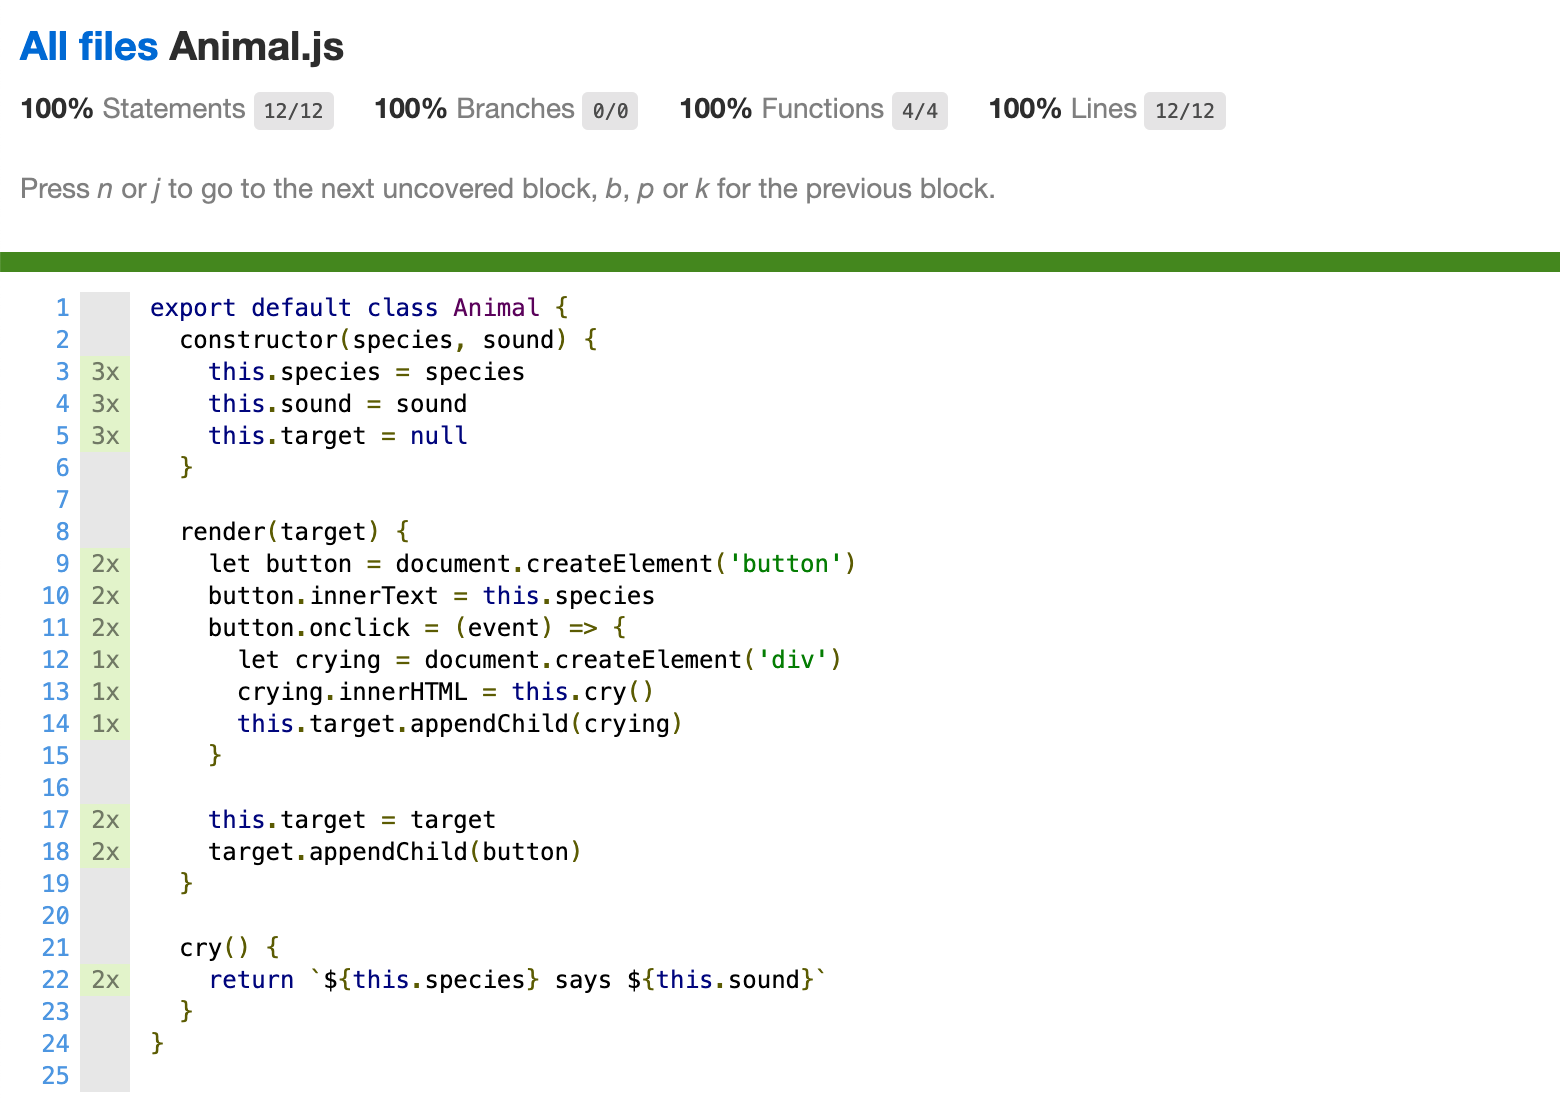 All files Animal.js
100% Statements 12/12 100% Branches 0/0 100% Functions 4/4 100% Lines 12/12
Press n or j to go to the next uncovered block, b, p or k for the previous block.
1 export default class Animal {
2 constructor(species, sound) {
3 3x this.species = species
4 3x this.sound = sound
5 3x this.target = null
6 }
7
8 render(target) {
9 2x let button = document.createElement('button')
10 2x button.innerText = this.species
11 2x button.onclick = (event) => {
12 1x let crying = document.createElement('div')
13 1x crying.innerHTML = this.cry()
14 1x this.target.appendChild(crying)
15 }
16
17 2x this.target = target
18 2x target.appendChild(button)
19 }
20
21 cry() {
22 2x return `${this.species} says ${this.sound}`
23 }
24 }
25